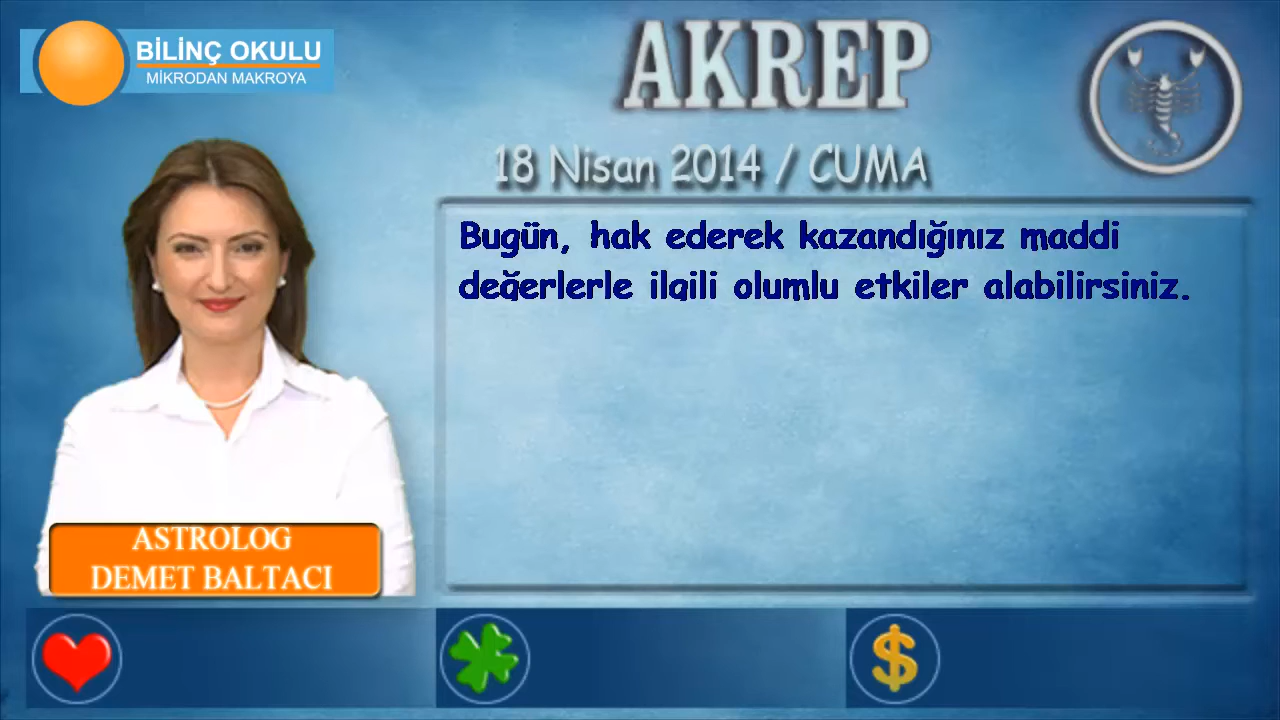 BİLİNÇ OKULU
MİKRODAN MAKROYA
AKREP
18 Nisan 2014 / CUMA
Bugün, hak ederek kazandığınız maddi
değerlerle ilgili olumlu etkiler alabilirsiniz.
ASTROLOG
DEMET BALTACI